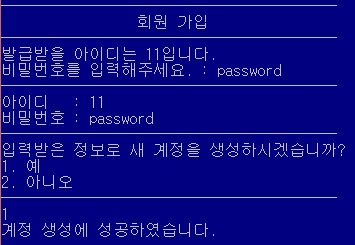 회원 가입
발급받을 아이디는 11입니다.
비밀번호를 입력해주세요. : password
아이디   : 11
비밀번호 : password
입력받은 정보로 새 계정을 생성하시겠습니까?
1. 예
2. 아니오
1
계정 생성에 성공하였습니다.